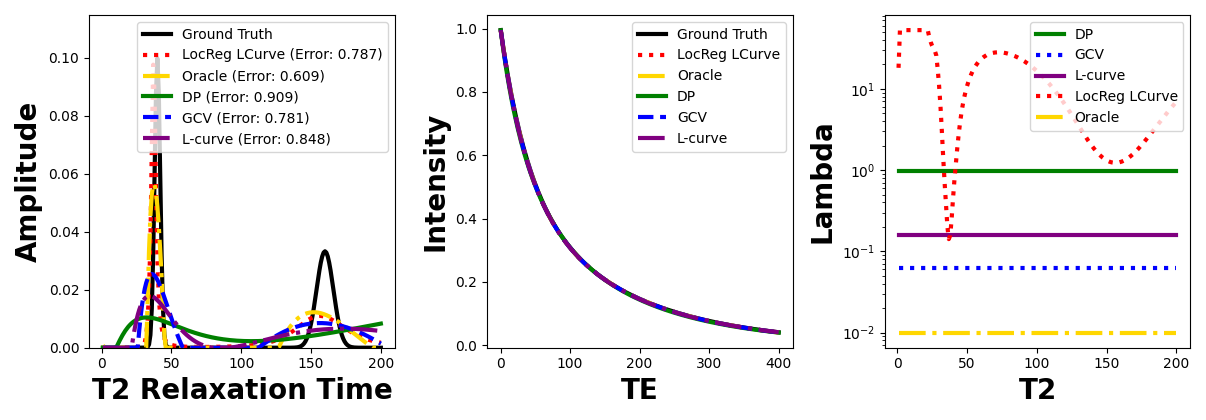 Amplitude
0.10
0.08
0.06
0.04
0.02
0.00
Ground Truth
LocReg LCurve (Error: 0.787)
Oracle (Error: 0.609)
DP (Error: 0.909)
GCV (Error: 0.781)
L-curve (Error: 0.848)
0 50 100 150 200
T2 Relaxation Time
Intensity
1.0
0.8
0.6
0.4
0.2
0.0
Ground Truth
LocReg LCurve
Oracle
DP
GCV
L-curve
0 100 200 300 400
TE
Lambda
10¹
10⁰
10⁻¹
10⁻²
DP
GCV
L-curve
LocReg LCurve
Oracle
0 50 100 150 200
T2